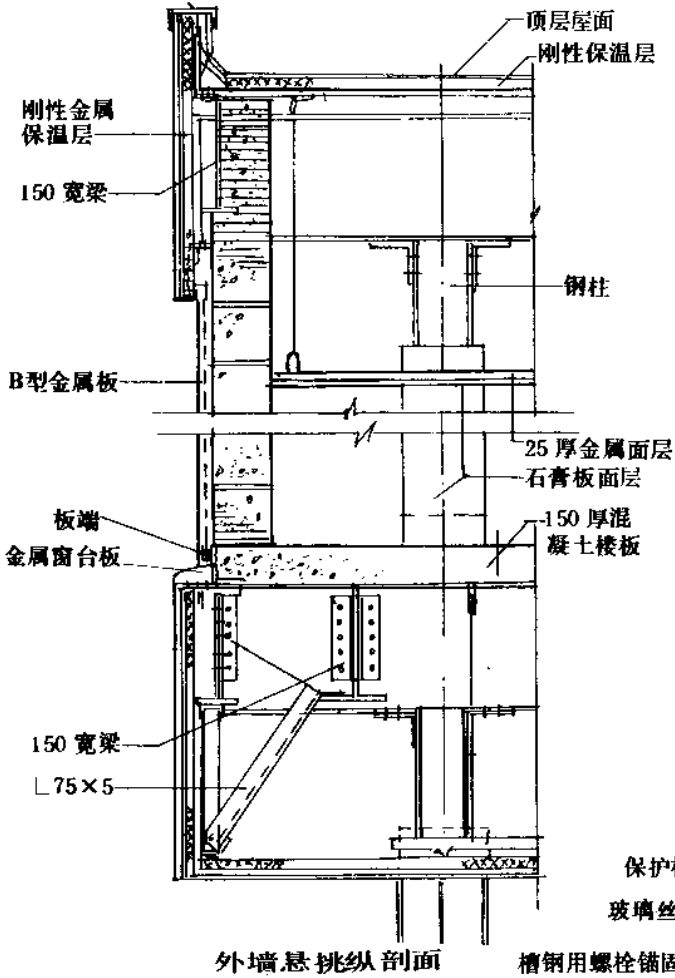 顶层屋面
刚性保温层
刚性金属
保温层
150 宽梁
钢柱
B型金属板
25 厚金属面层
石膏板面层
板端
150 厚混
凝土楼板
金属窗台板
150 宽梁
∟75×5
保护
玻璃丝
外墙悬挑纵剖面
槽钢用螺栓锚固